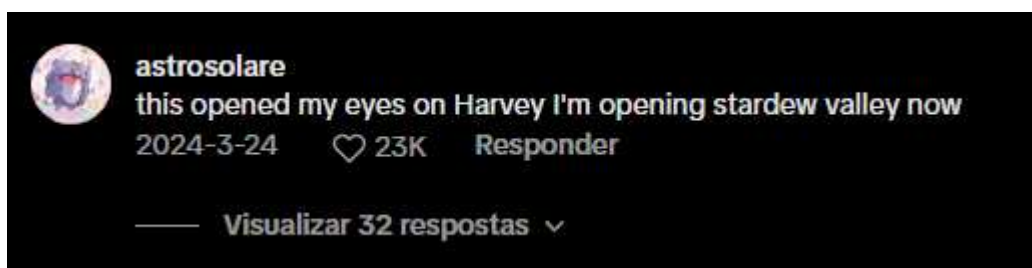 astrosolare
this opened my eyes on Harvey I'm opening stardew valley now
2024-3-24 23K Responder
Visualizar 32 respostas